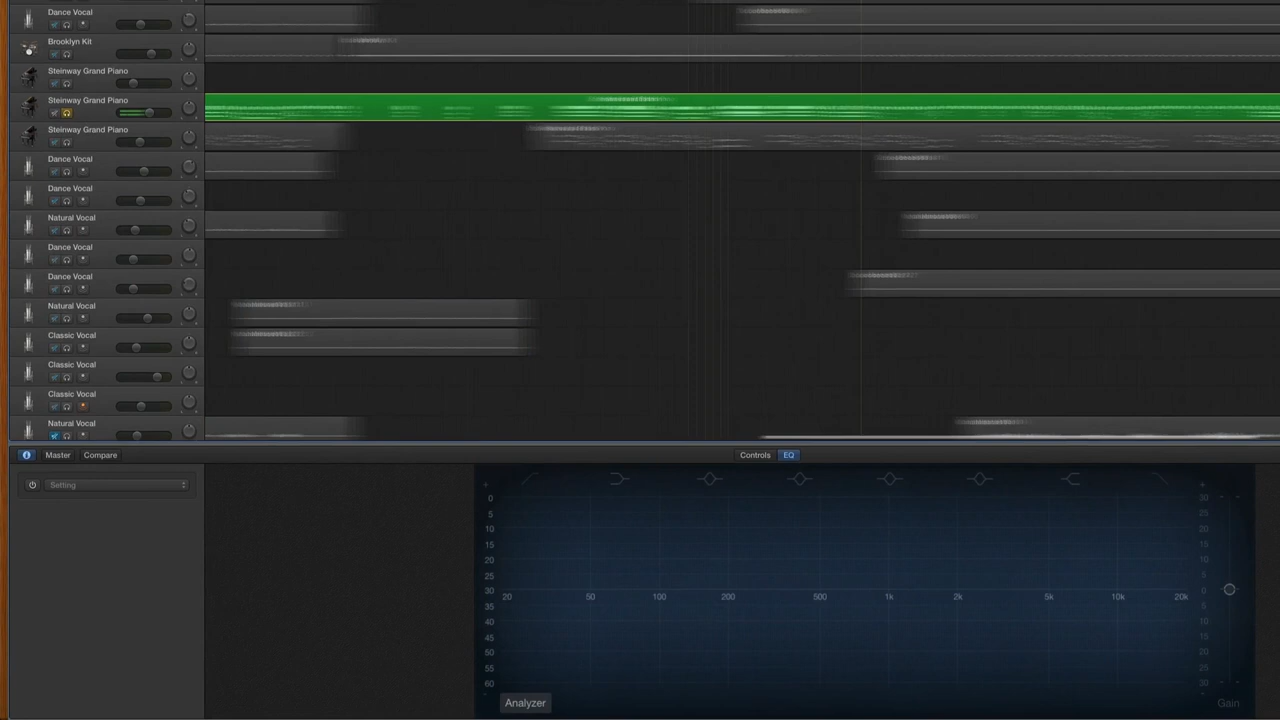 Dance Vocal
Brooklyn Kit
Steinway Grand Piano
Steinway Grand Piano
Steinway Grand Piano
Dance Vocal
Dance Vocal
Natural Vocal
Dance Vocal
Dance Vocal
Natural Vocal
Classic Vocal
Classic Vocal
Classic Vocal
Natural Vocal
Master Compare Controls EQ
Setting
+ +
0 30
5 25
10 20
15 15
20 10
25 5
30 20 50 100 200 500 1k 2k 5k 10k 20k 0
35 5
40 10
45 15
50 20
55 25
60 30
- -
Analyzer Gain